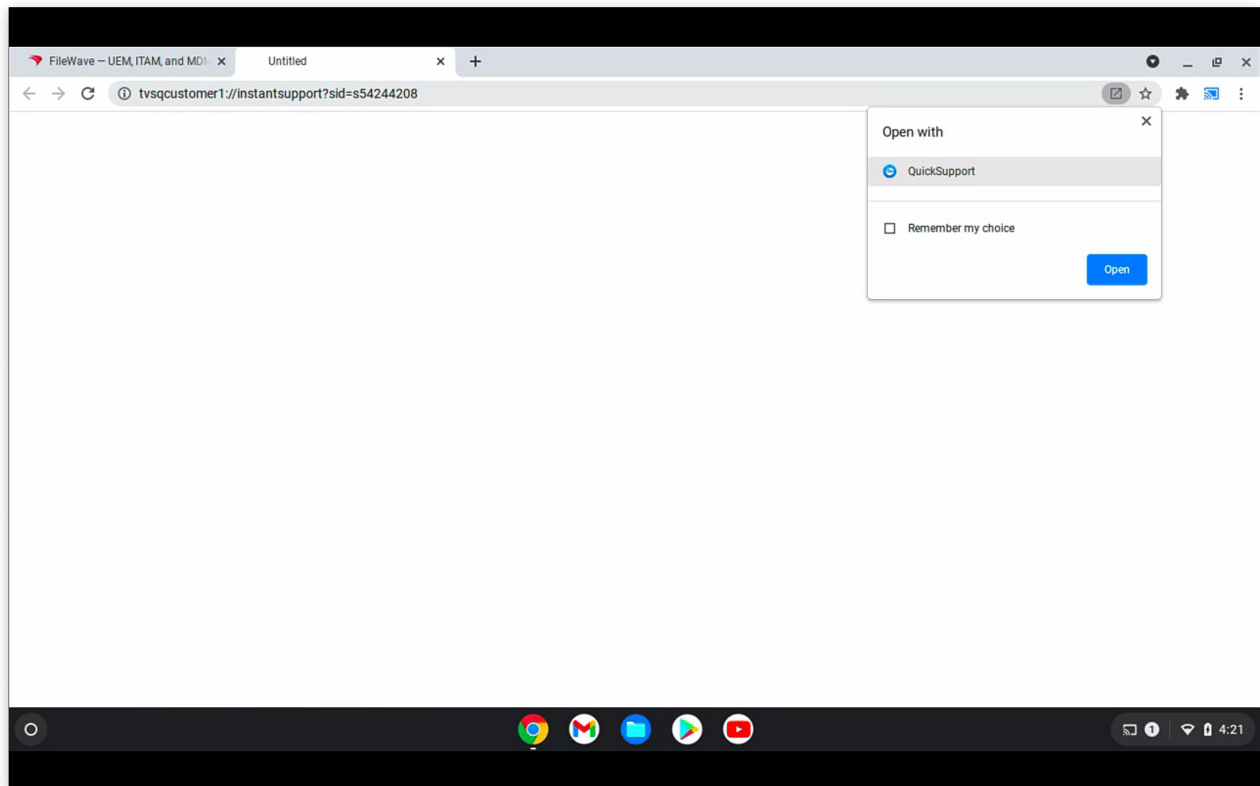 FileWave – UEM, ITAM, and MDM
Untitled
tvsqcustomer1://instantsupport?sid=s54244208
Open with
QuickSupport
Remember my choice
Open
1
4:21